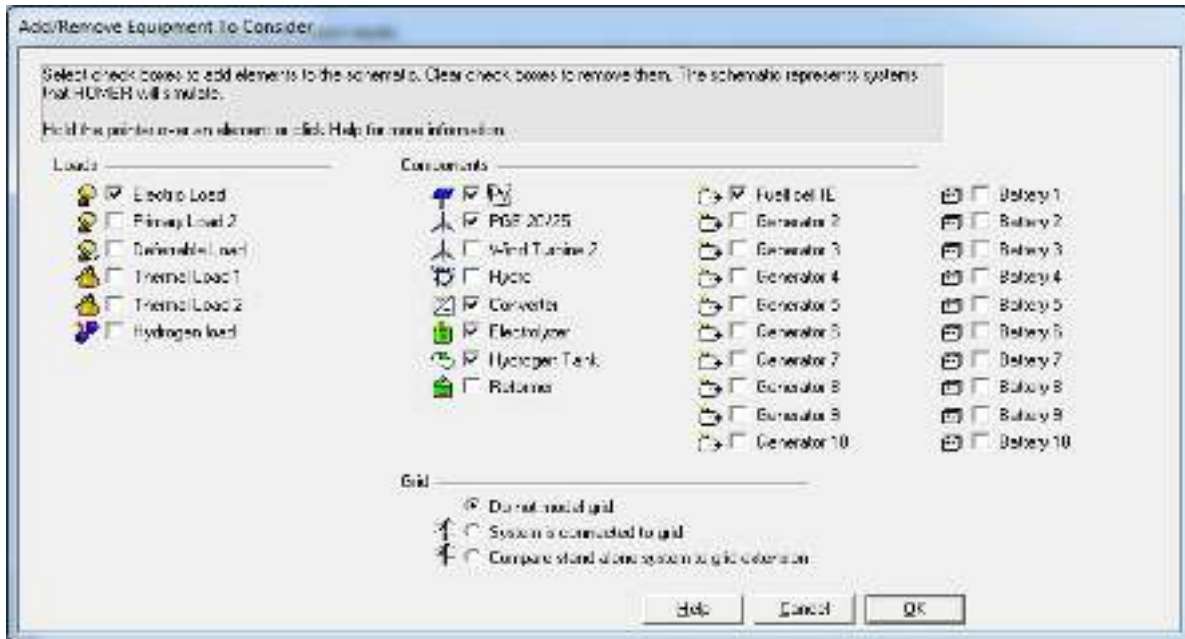 Add/Remove Equipment To Consider
Select check boxes to add elements to the schematic. Clear check boxes to remove them. The schematic represents systems
that HOMER will simulate.
Hold the pointer over an element or click Help for more information.
Loads
Electric Load
Primary Load 2
Deferrable Load
Thermal Load 1
Thermal Load 2
Hydrogen load
Components
PV
PGE 20/25
Wind Turbine 2
Hydro
Converter
Electrolyzer
Hydrogen Tank
Reformer
Fuel cel
Generator 2
Generator 3
Generator 4
Generator 5
Generator 6
Generator 7
Generator 8
Generator 9
Generator 10
Battery 1
Battery 2
Battery 3
Battery 4
Battery 5
Battery 6
Battery 7
Battery 8
Battery 9
Battery 10
Grid
Do not model grid
System is connected to grid
Compare stand-alone system to grid extension
Help
Cancel
OK